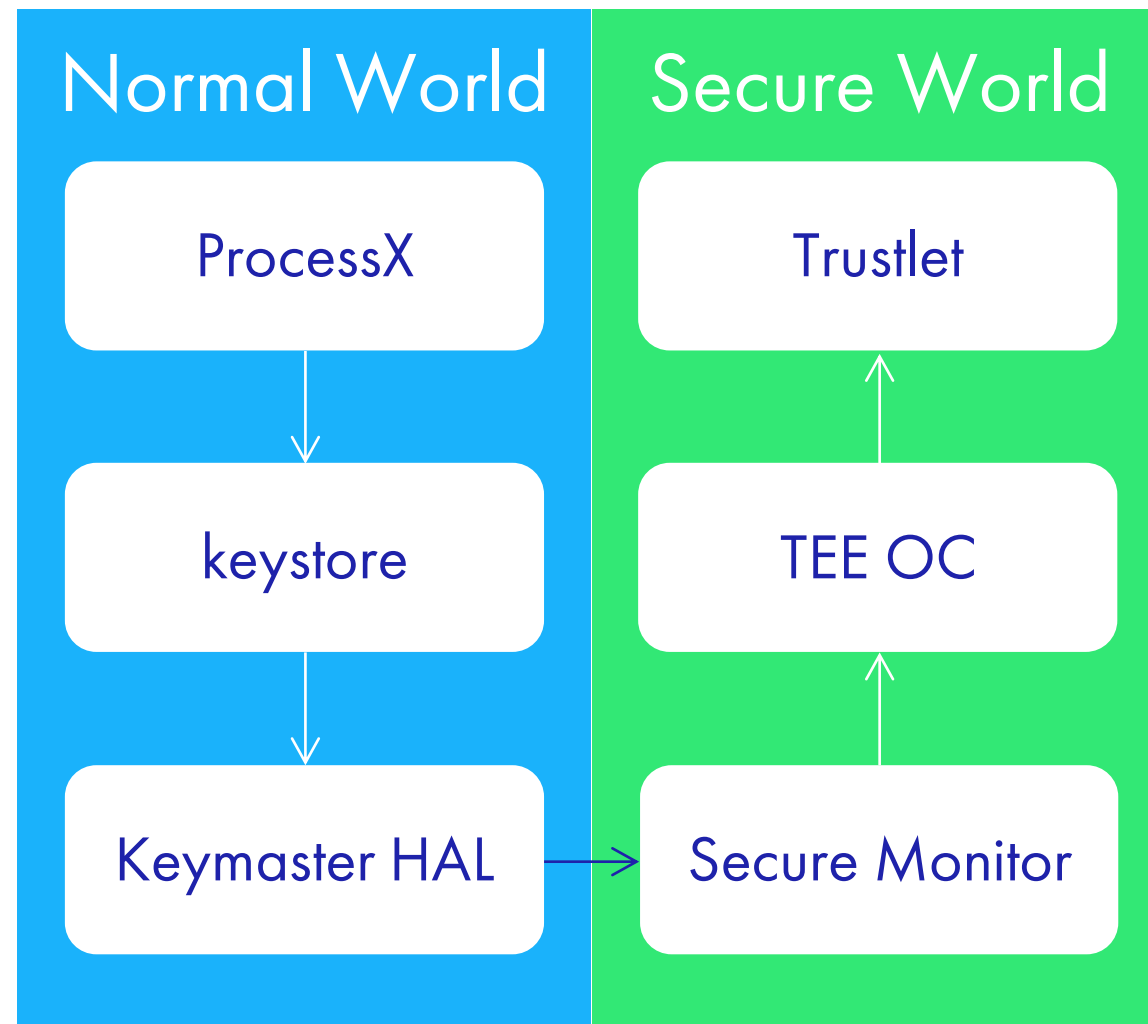 Normal World
ProcessX
keystore
Keymaster HAL
Secure World
Trustlet
TEE OC
Secure Monitor